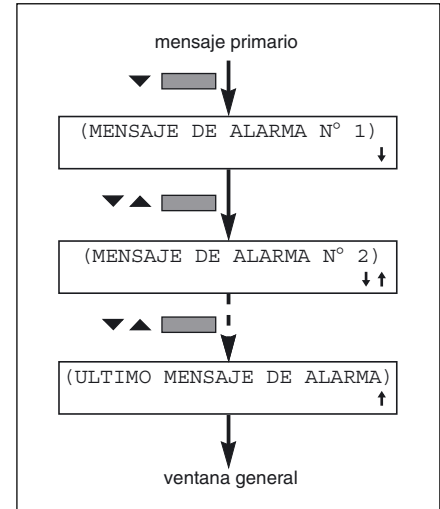 mensaje primario
(MENSAJE DE ALARMA N° 1)
↓
(MENSAJE DE ALARMA N° 2)
↓ ↑
(ULTIMO MENSAJE DE ALARMA)
↑
ventana general